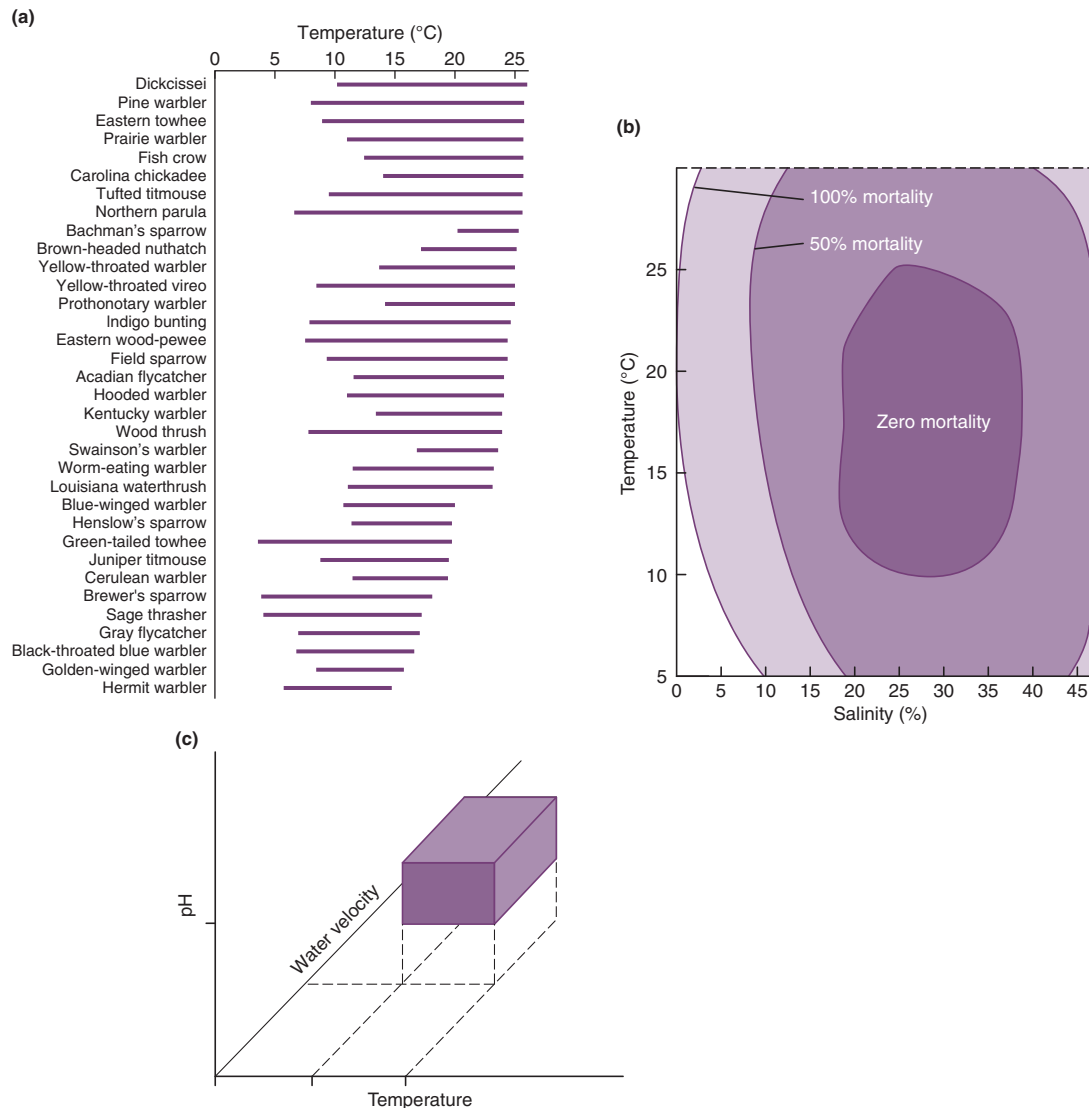 (a)
Temperature (°C)
0 5 10 15 20 25
Dickcissei
Pine warbler
Eastern towhee
Prairie warbler
Fish crow
Carolina chickadee
Tufted titmouse
Northern parula
Bachman's sparrow
Brown-headed nuthatch
Yellow-throated warbler
Yellow-throated vireo
Prothonotary warbler
Indigo bunting
Eastern wood-pewee
Field sparrow
Acadian flycatcher
Hooded warbler
Kentucky warbler
Wood thrush
Swainson's warbler
Worm-eating warbler
Louisiana waterthrush
Blue-winged warbler
Henslow's sparrow
Green-tailed towhee
Juniper titmouse
Cerulean warbler
Brewer's sparrow
Sage thrasher
Gray flycatcher
Black-throated blue warbler
Golden-winged warbler
Hermit warbler
(b)
100% mortality
50% mortality
Zero mortality
Temperature (°C)
25
20
15
10
5
0 5 10 15 20 25 30 35 40 45
Salinity (%)
(c)
pH
Water velocity
Temperature